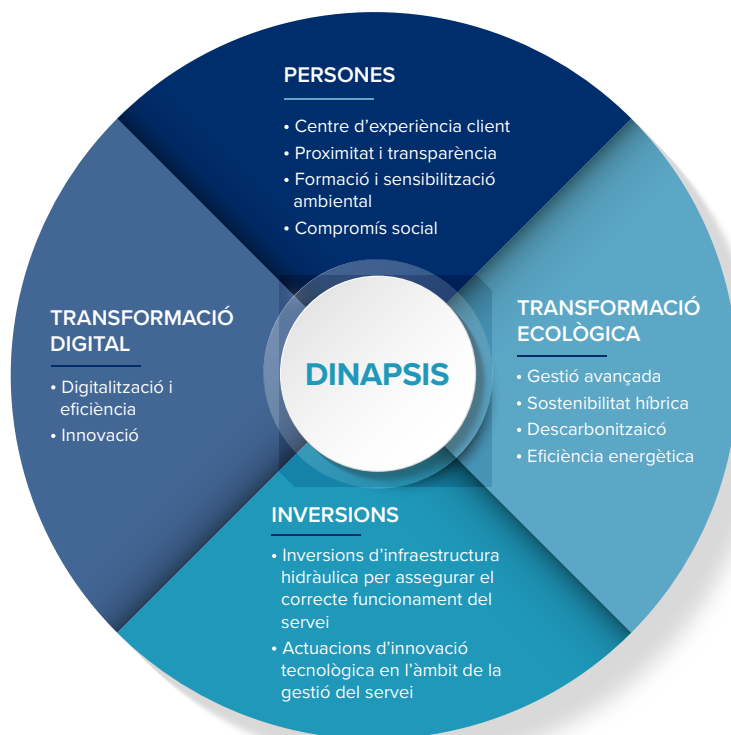 PERSONES
• Centre d'experiència client
• Proximitat i transparència
• Formació i sensibilització
ambiental
• Compromís social
TRANSFORMACIÓ
DIGITAL
• Digitalització i
eficiència
• Innovació
DINAPSIS
TRANSFORMACIÓ
ECOLÒGICA
• Gestió avançada
• Sostenibilitat híbrica
• Descarbonitzaicó
• Eficiència energètica
INVERSIONS
• Inversions d'infraestructura
hidràulica per assegurar el
correcte funcionament del
servei
• Actuacions d'innovació
tecnològica en l'àmbit de la
gestió del servei